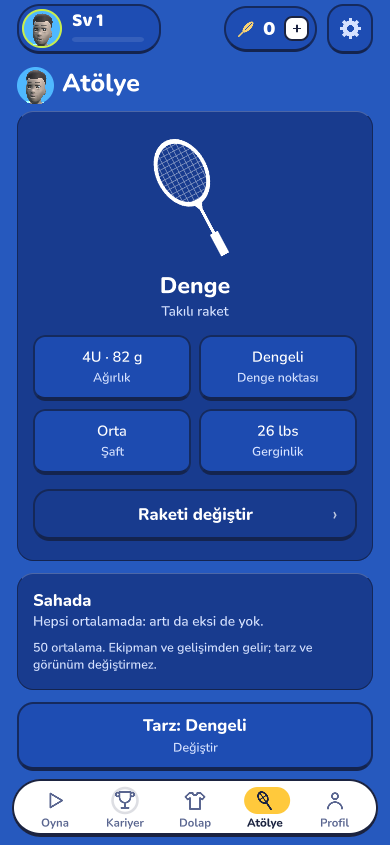 Sv 1
0
+
Atölye
Denge
Takılı raket
4U · 82 g
Ağırlık
Dengeli
Denge noktası
Orta
Şaft
26 lbs
Gerginlik
Raketi değiştir ›
Sahada
Hepsi ortalamada: artı da eksi de yok.
50 ortalama. Ekipman ve gelişimden gelir; tarz ve
görünüm değiştirmez.
Tarz: Dengeli
Değiştir
Oyna
Kariyer
Dolap
Atölye
Profil